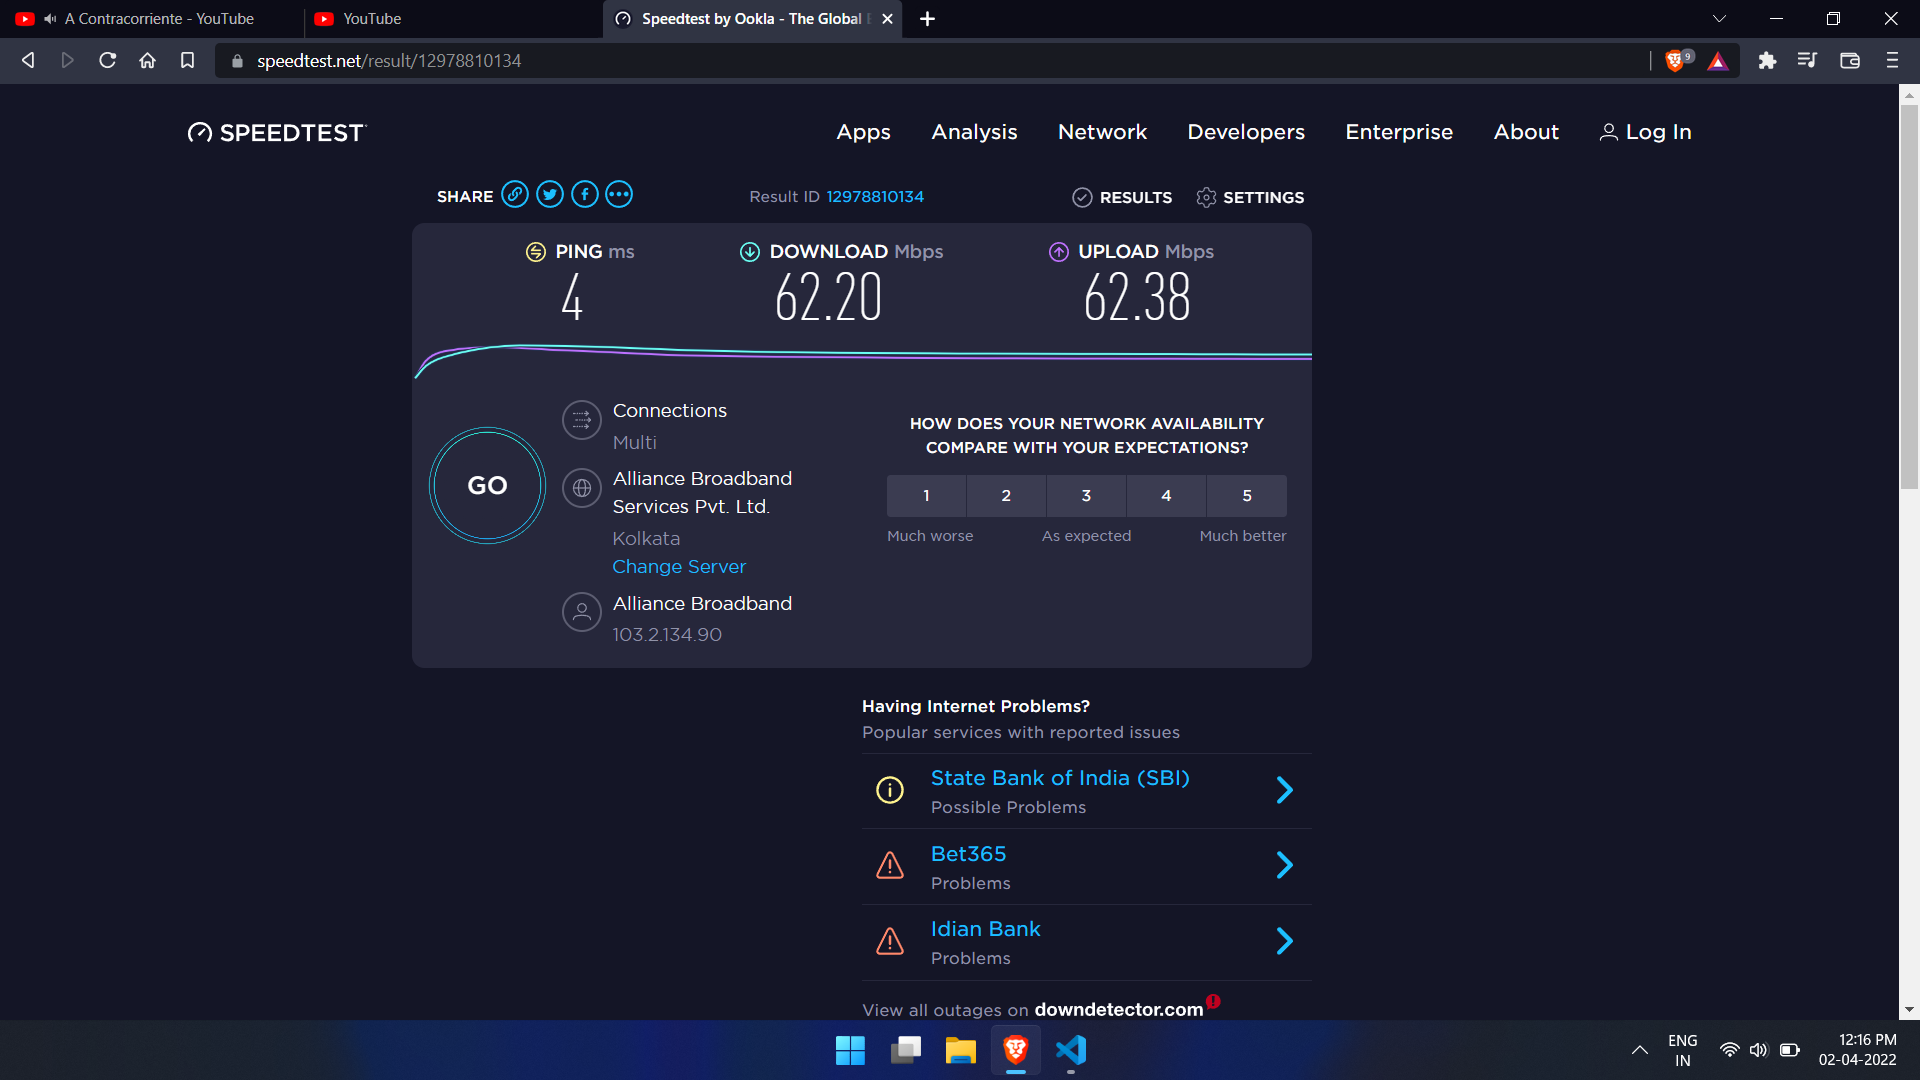 A Contracorriente - YouTube
YouTube
Speedtest by Ookla - The Global
speedtest.net/result/12978810134
9
SPEEDTEST
Apps
Analysis
Network
Developers
Enterprise
About
Log In
SHARE
Result ID 12978810134
RESULTS
SETTINGS
PING ms
DOWNLOAD Mbps
UPLOAD Mbps
4
62.20
62.38
GO
Connections
Multi
Alliance Broadband
Services Pvt. Ltd.
Kolkata
Change Server
Alliance Broadband
103.2.134.90
HOW DOES YOUR NETWORK AVAILABILITY
COMPARE WITH YOUR EXPECTATIONS?
1
2
3
4
5
Much worse
As expected
Much better
Having Internet Problems?
Popular services with reported issues
State Bank of India (SBI)
Possible Problems
Bet365
Problems
Idian Bank
Problems
View all outages on downdetector.com
ENG
IN
12:16 PM
02-04-2022